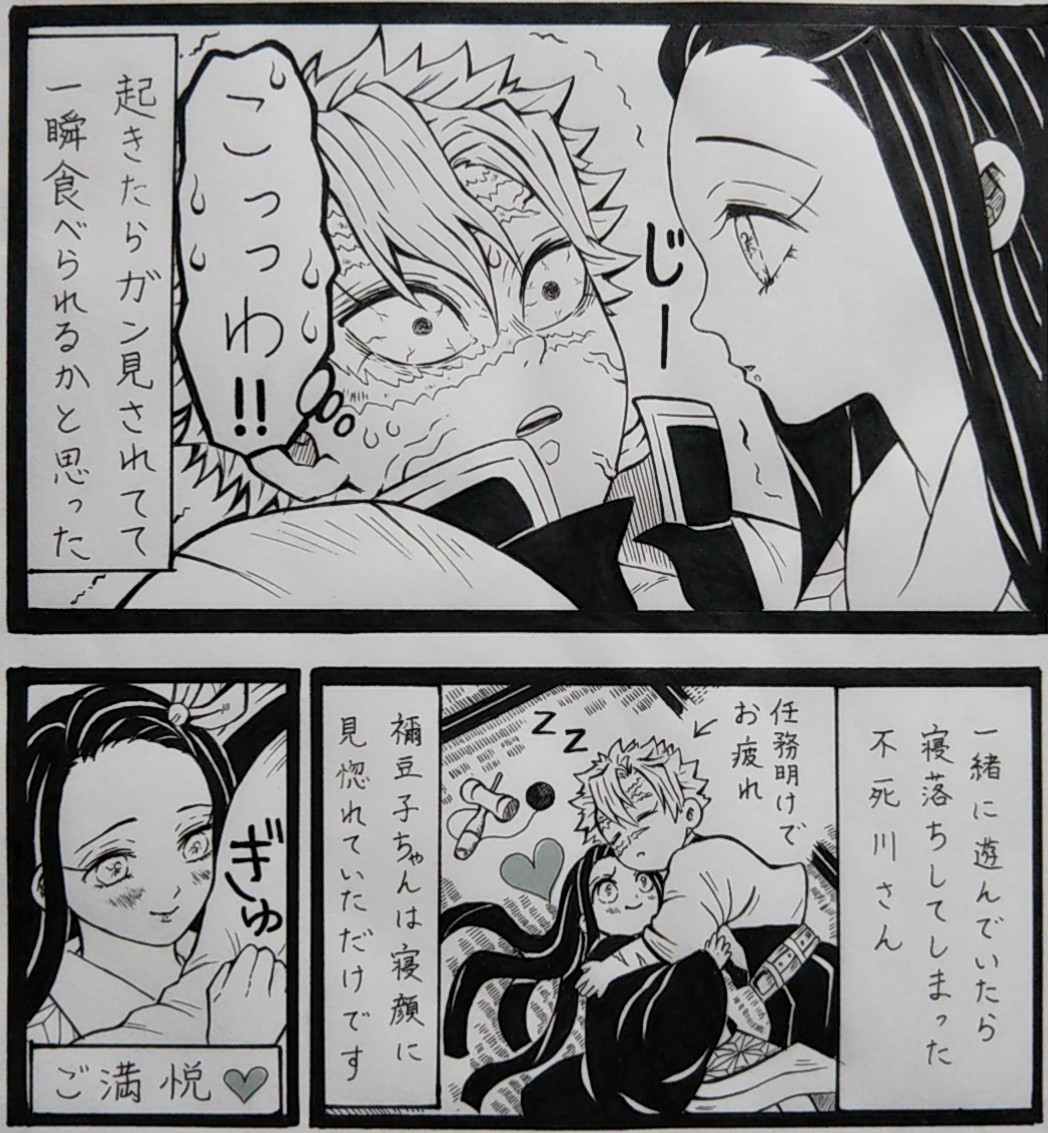 じー
こっっわ!!
起きたらガン見されてて
一瞬食べられるかと思った
一緒に遊んでいたら
寝落ちしてしまった
不死川さん
任務明けで
お疲れ
zz
禰豆子ちゃんは寝顔に
見惚れていただけです
ぎゅ
ご満悦♥